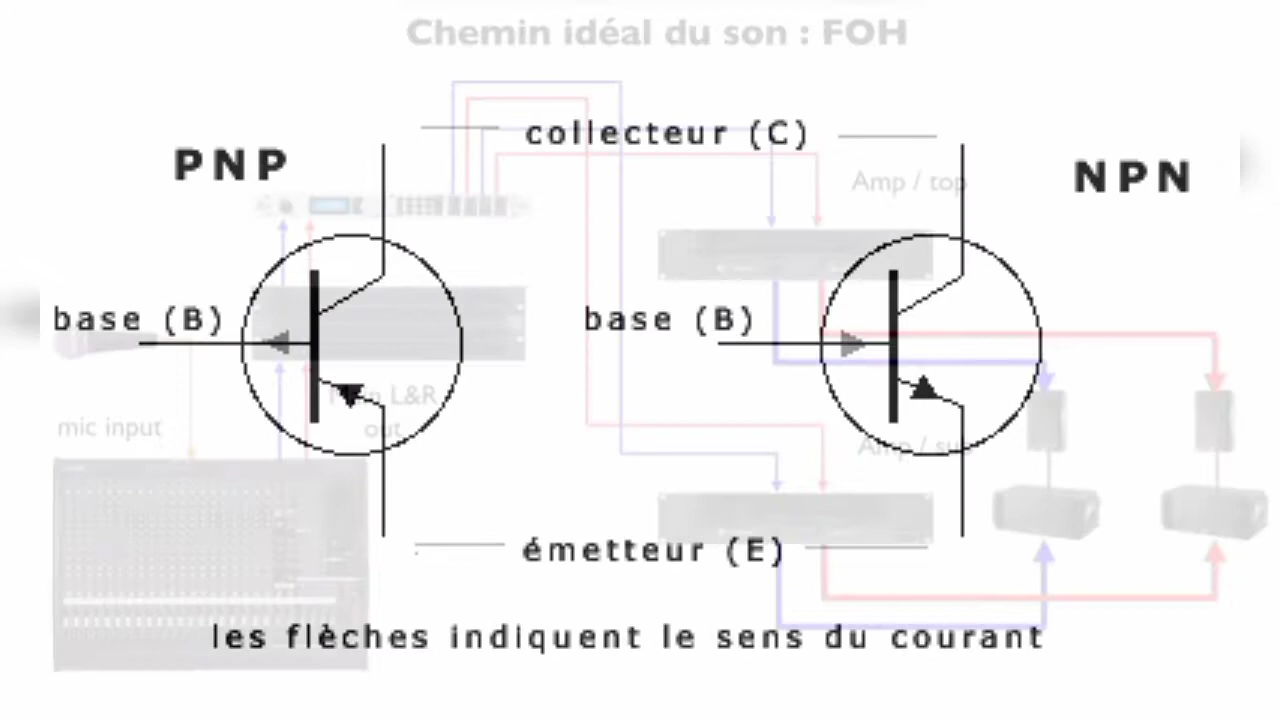 Chemin idéal du son : FOH
collecteur (C)
PNP
NPN
Amp / top
base (B)
base (B)
Main L&R
out
mic input
Amp / sub
émetteur (E)
les flèches indiquent le sens du courant